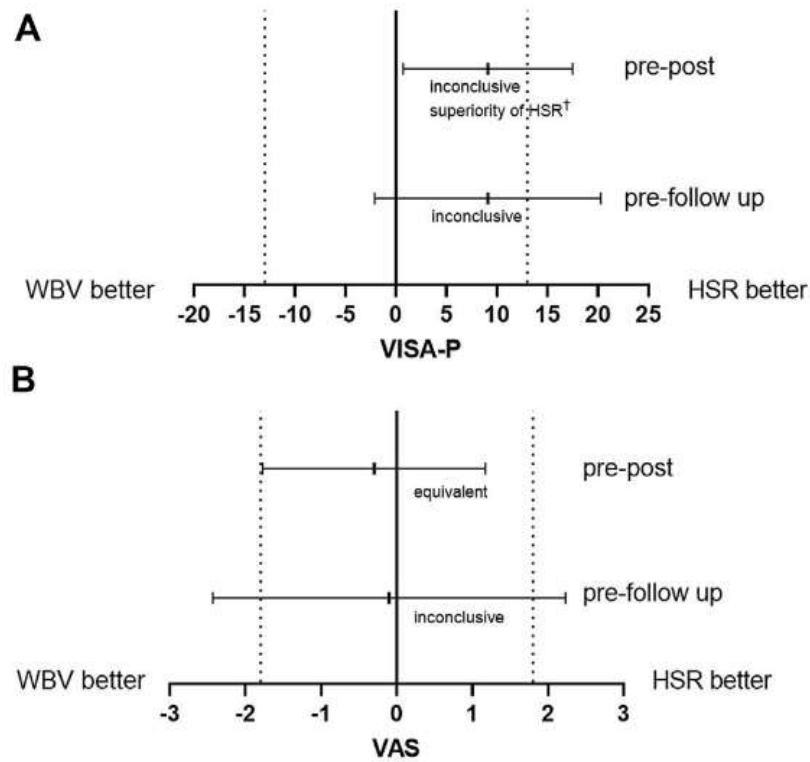 A
pre-post
inconclusive
superiority of HSR†
pre-follow up
inconclusive
WBV better
HSR better
-20 -15 -10 -5 0 5 10 15 20 25
VISA-P
B
pre-post
equivalent
pre-follow up
inconclusive
WBV better
HSR better
-3 -2 -1 0 1 2 3
VAS